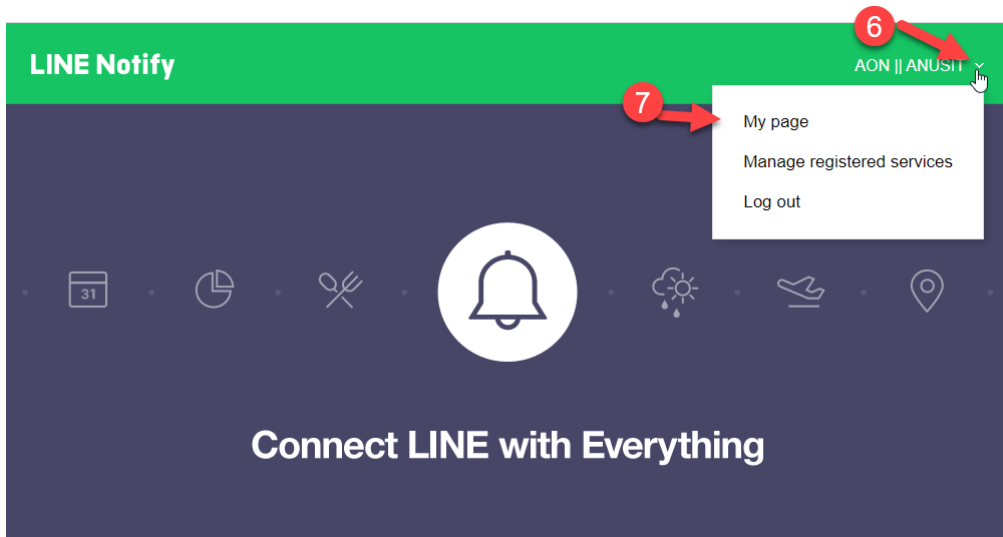 6
LINE Notify
AON || ANUSIT
7
My page
Manage registered services
Log out
31
Connect LINE with Everything